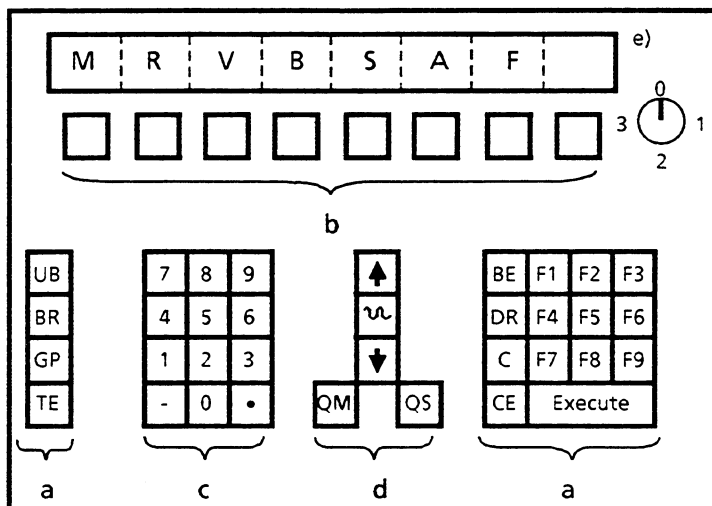 e)
M R V B S A F
0
3 1
2
b
UB 7 8 9 BE F1 F2 F3
BR 4 5 6 DR F4 F5 F6
GP 1 2 3 C F7 F8 F9
TE - 0 • QM QS CE Execute
a c d a